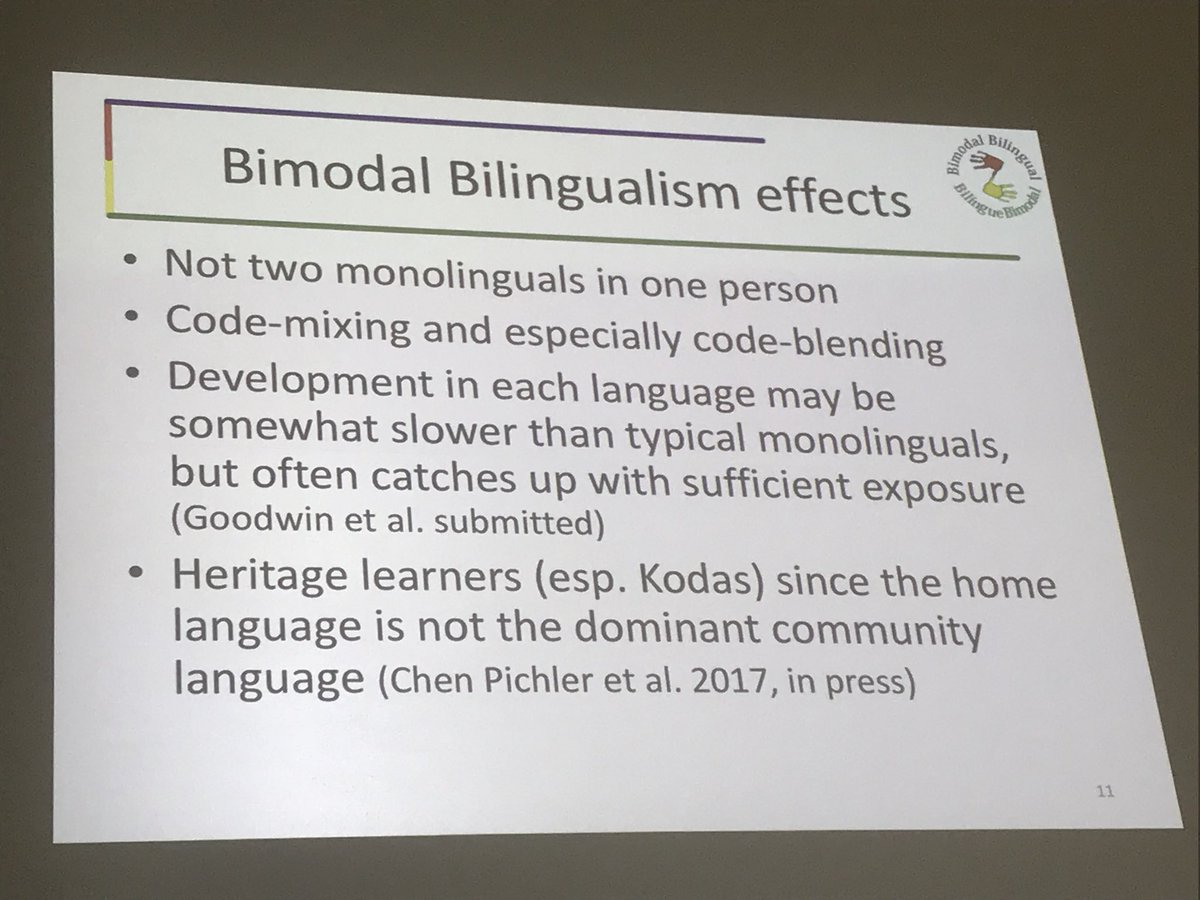 Bimodal Bilingualism effects
Bimodal Bilingual
BilingueBimodal
• Not two monolinguals in one person
• Code-mixing and especially code-blending
• Development in each language may be
somewhat slower than typical monolinguals,
but often catches up with sufficient exposure
(Goodwin et al. submitted)
• Heritage learners (esp. Kodas) since the home
language is not the dominant community
language (Chen Pichler et al. 2017, in press)
11